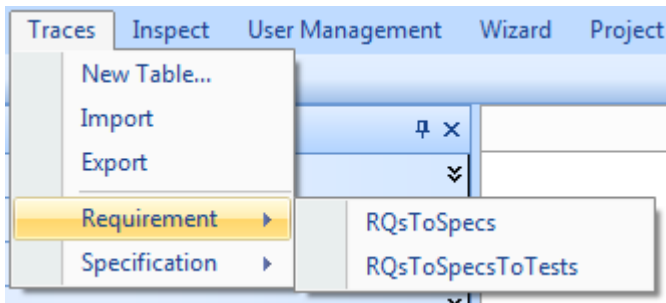 Traces Inspect User Management Wizard Project
New Table...
Import
Export
Requirement
RQsToSpecs
Specification
RQsToSpecsToTests